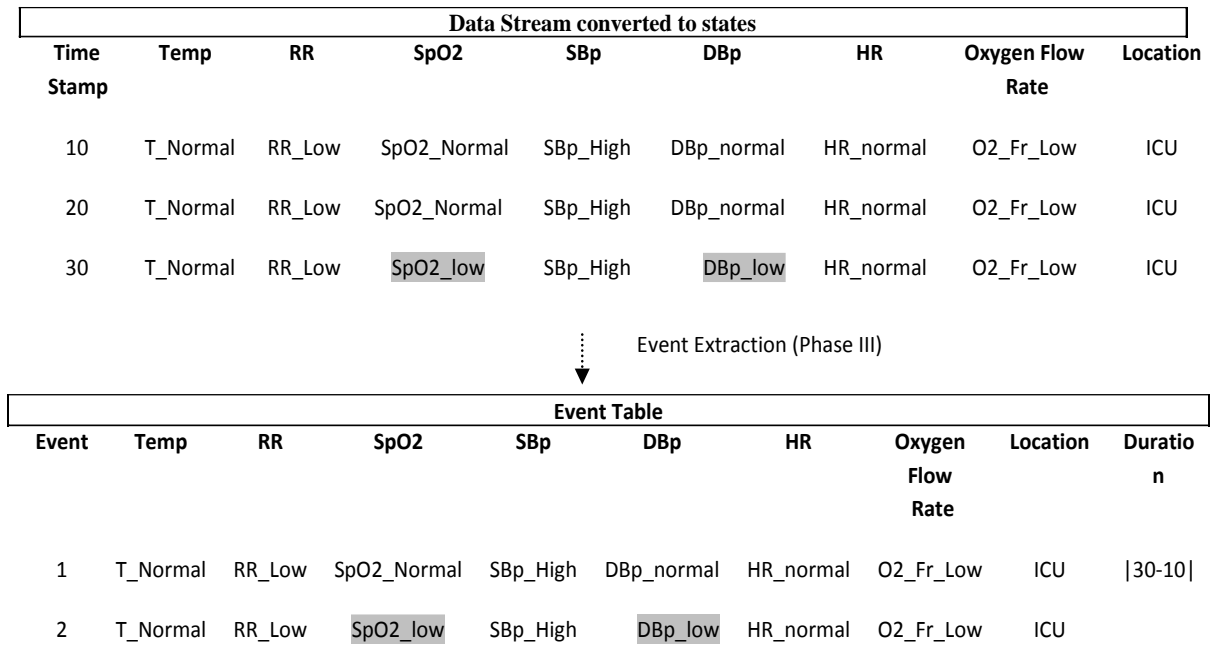 Data Stream converted to states
Time Stamp Temp RR SpO2 SBp DBp HR Oxygen Flow Rate Location
10 T_Normal RR_Low SpO2_Normal SBp_High DBp_normal HR_normal O2_Fr_Low ICU
20 T_Normal RR_Low SpO2_Normal SBp_High DBp_normal HR_normal O2_Fr_Low ICU
30 T_Normal RR_Low SpO2_low SBp_High DBp_low HR_normal O2_Fr_Low ICU
Event Extraction (Phase III)
Event Table
Event Temp RR SpO2 SBp DBp HR Oxygen Flow Rate Location Duratio n
1 T_Normal RR_Low SpO2_Normal SBp_High DBp_normal HR_normal O2_Fr_Low ICU |30-10|
2 T_Normal RR_Low SpO2_low SBp_High DBp_low HR_normal O2_Fr_Low ICU